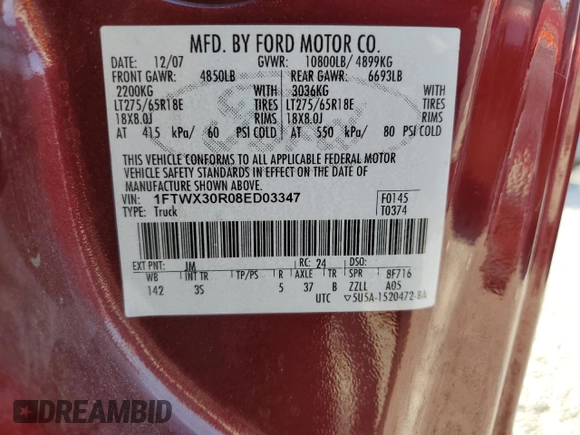 MFD. BY FORD MOTOR CO.
DATE: 12/07 GVWR: 10800LB/ 4899KG
FRONT GAWR: 4850LB REAR GAWR: 6693LB
2200KG WITH 3036KG WITH
LT275/65R18E TIRES LT275/65R18E TIRES
18X8.0J RIMS 18X8.0J RIMS
AT 415 kPa/ 60 PSI COLD AT 550 kPa/ 80 PSI COLD
THIS VEHICLE CONFORMS TO ALL APPLICABLE FEDERAL MOTOR
VEHICLE SAFETY STANDARDS IN EFFECT ON THE DATE OF
MANUFACTURE SHOWN ABOVE.
VIN: 1FTWX30R08ED03347 F0145
TYPE: Truck T0374
EXT PNT: JM RC: 24 DSO:
WB INT TR TP/PS R AXLE TR SPR 8F716
142 3S 5 37 B ZZLL A05
UTC 5U5A-1520472-BA
DREAMBID